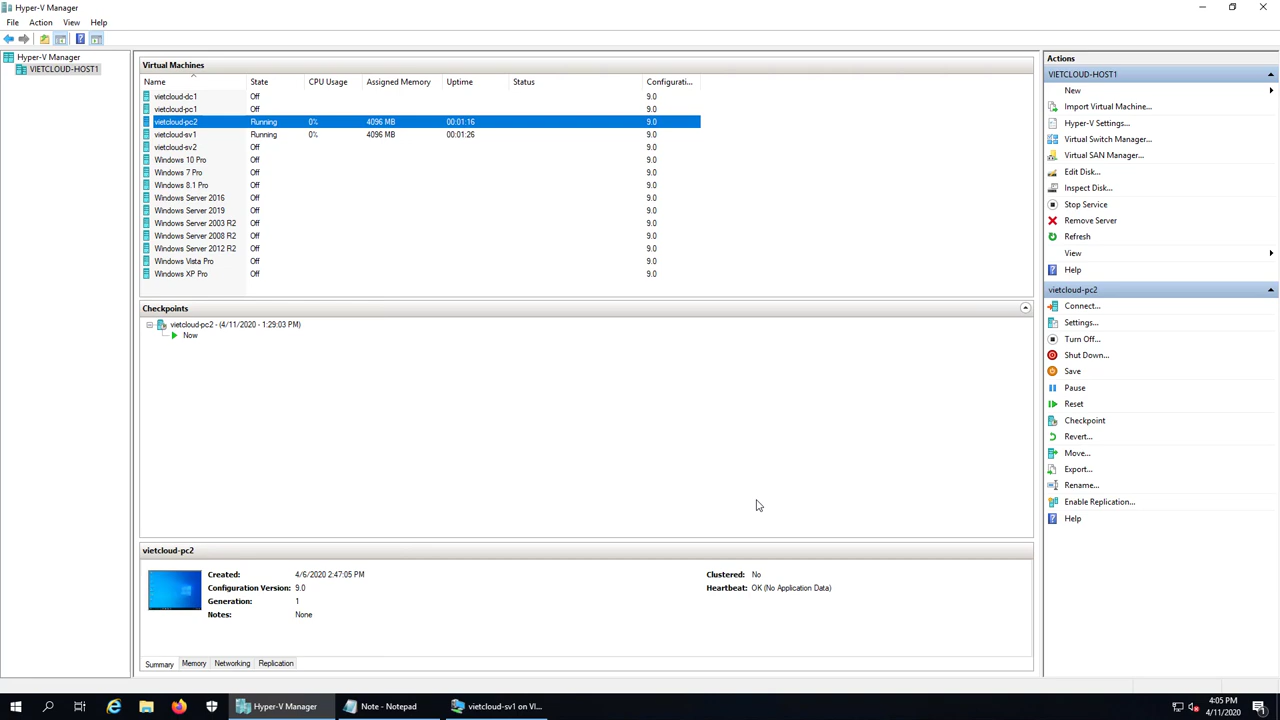 Hyper-V Manager
File Action View Help
Hyper-V Manager
VIETCLOUD-HOST1
Virtual Machines
Name State CPU Usage Assigned Memory Uptime Status Configurati...
vietcloud-dc1 Off 9.0
vietcloud-pc1 Off 9.0
vietcloud-pc2 Running 0% 4096 MB 00:01:16 9.0
vietcloud-sv1 Running 0% 4096 MB 00:01:26 9.0
vietcloud-sv2 Off 9.0
Windows 10 Pro Off 9.0
Windows 7 Pro Off 9.0
Windows 8.1 Pro Off 9.0
Windows Server 2016 Off 9.0
Windows Server 2019 Off 9.0
Windows Server 2003 R2 Off 9.0
Windows Server 2008 R2 Off 9.0
Windows Server 2012 R2 Off 9.0
Windows Vista Pro Off 9.0
Windows XP Pro Off 9.0
Checkpoints
vietcloud-pc2 - (4/11/2020 - 1:29:03 PM)
Now
vietcloud-pc2
Created: 4/6/2020 2:47:05 PM Clustered: No
Configuration Version: 9.0 Heartbeat: OK (No Application Data)
Generation: 1
Notes: None
Summary Memory Networking Replication
Actions
VIETCLOUD-HOST1
New
Import Virtual Machine...
Hyper-V Settings...
Virtual Switch Manager...
Virtual SAN Manager...
Edit Disk...
Inspect Disk...
Stop Service
Remove Server
Refresh
View
Help
vietcloud-pc2
Connect...
Settings...
Turn Off...
Shut Down...
Save
Pause
Reset
Checkpoint
Revert...
Move...
Export...
Rename...
Enable Replication...
Help
Hyper-V Manager Note - Notepad vietcloud-sv1 on VI... 4:05 PM
4/11/2020 1